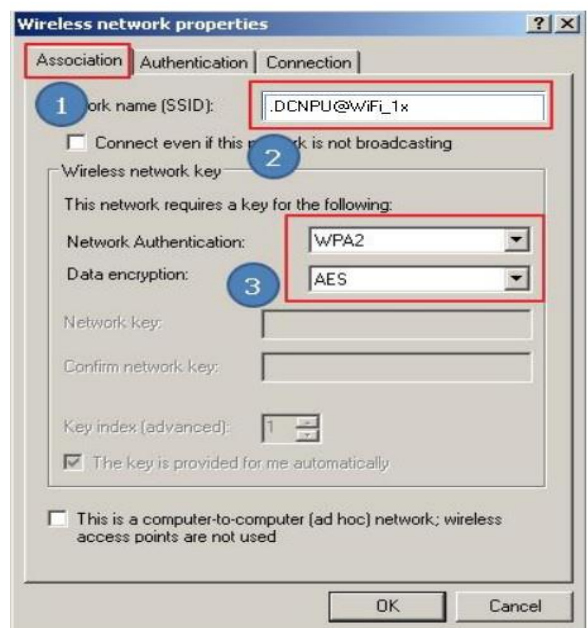 Wireless network properties
Association Authentication Connection
1 ork name (SSID): .DCNPU@WiFi_1x
Connect even if this is not broadcasting
2
Wireless network key
This network requires a key for the following:
Network Authentication: WPA2
Data encryption: AES
3
Network key:
Confirm network key:
Key index (advanced): 1
The key is provided for me automatically
This is a computer-to-computer (ad hoc) network; wireless
access points are not used
OK Cancel